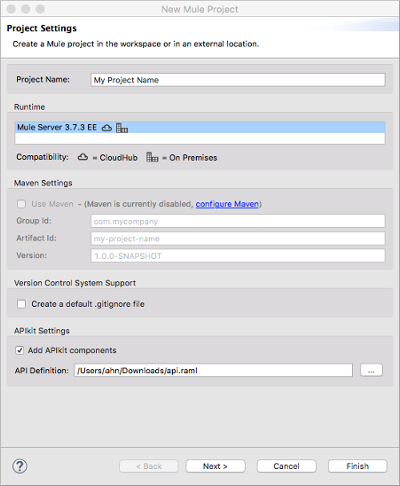 New Mule Project
Project Settings
Create a Mule project in the workspace or in an external location.
Project Name: My Project Name
Runtime
Mule Server 3.7.3 EE
Compatibility: = CloudHub = On Premises
Maven Settings
Use Maven - (Maven is currently disabled, configure Maven)
Group Id: com.mycompany
Artifact Id: my-project-name
Version: 1.0.0-SNAPSHOT
Version Control System Support
Create a default .gitignore file
APIkit Settings
Add APIkit components
API Definition: /Users/ahn/Downloads/api.raml ...
? < Back Next > Cancel Finish